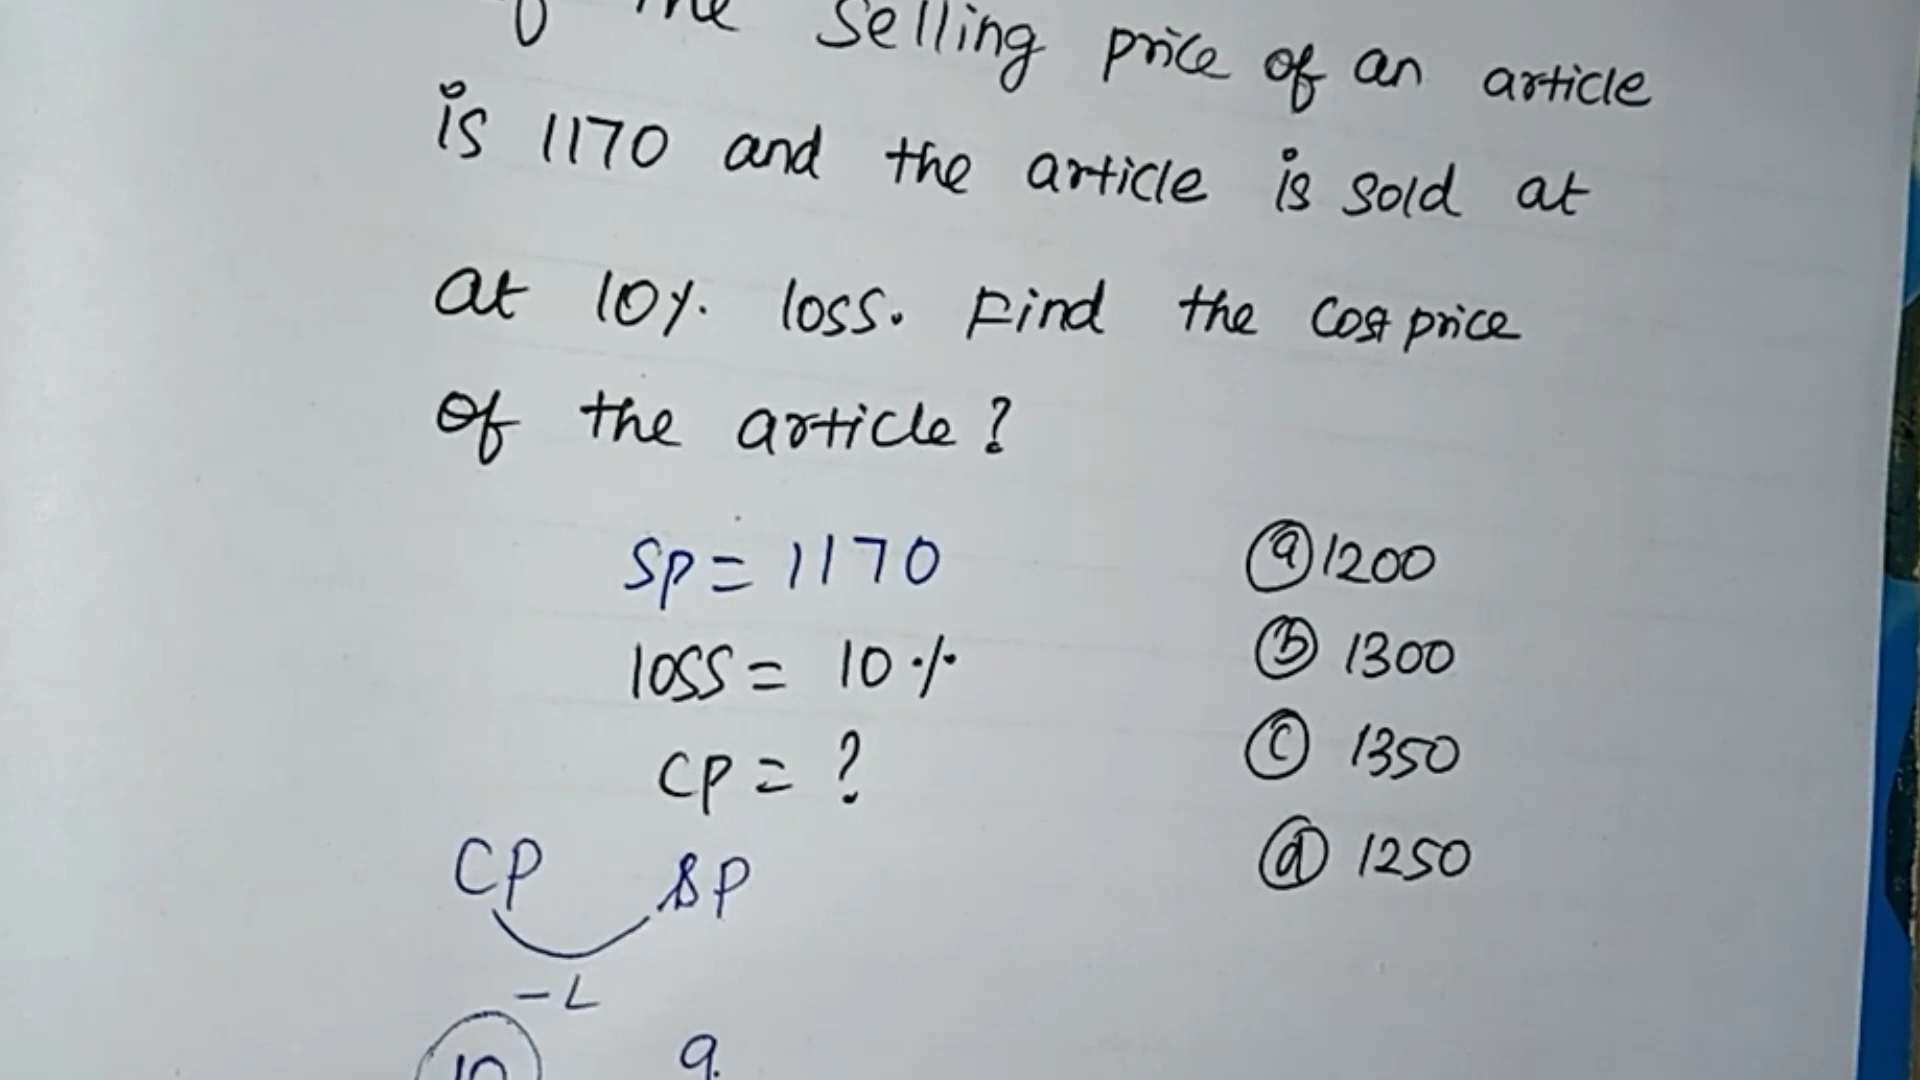 the Selling price of an article
is 1170 and the article is sold at
at 10%. loss. Find the Cost price
of the article?
SP = 1170
loss = 10%
CP = ?
ⓐ 1200
ⓑ 1300
ⓒ 1350
ⓓ 1250
CP SP
-L
10 9